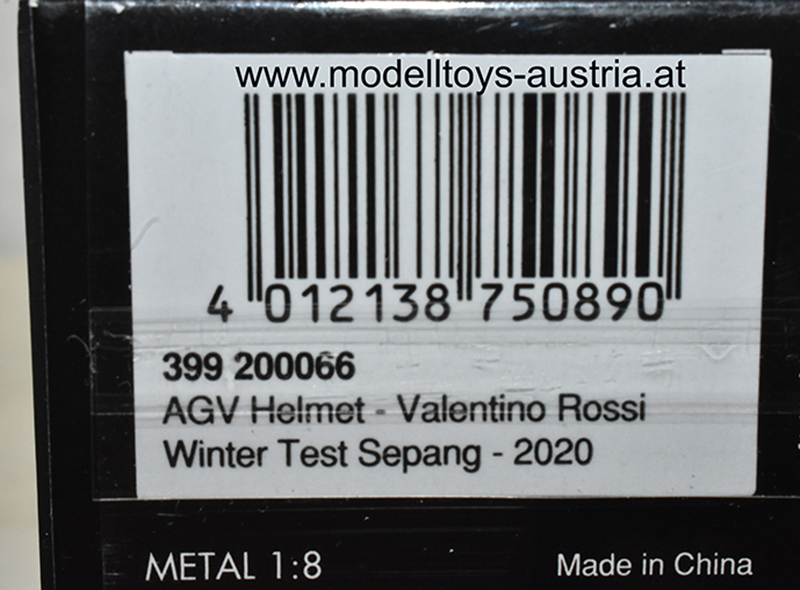 www.modelltoys-austria.at
4 012138 750890
399 200066
AGV Helmet - Valentino Rossi
Winter Test Sepang - 2020
METAL 1:8
Made in China